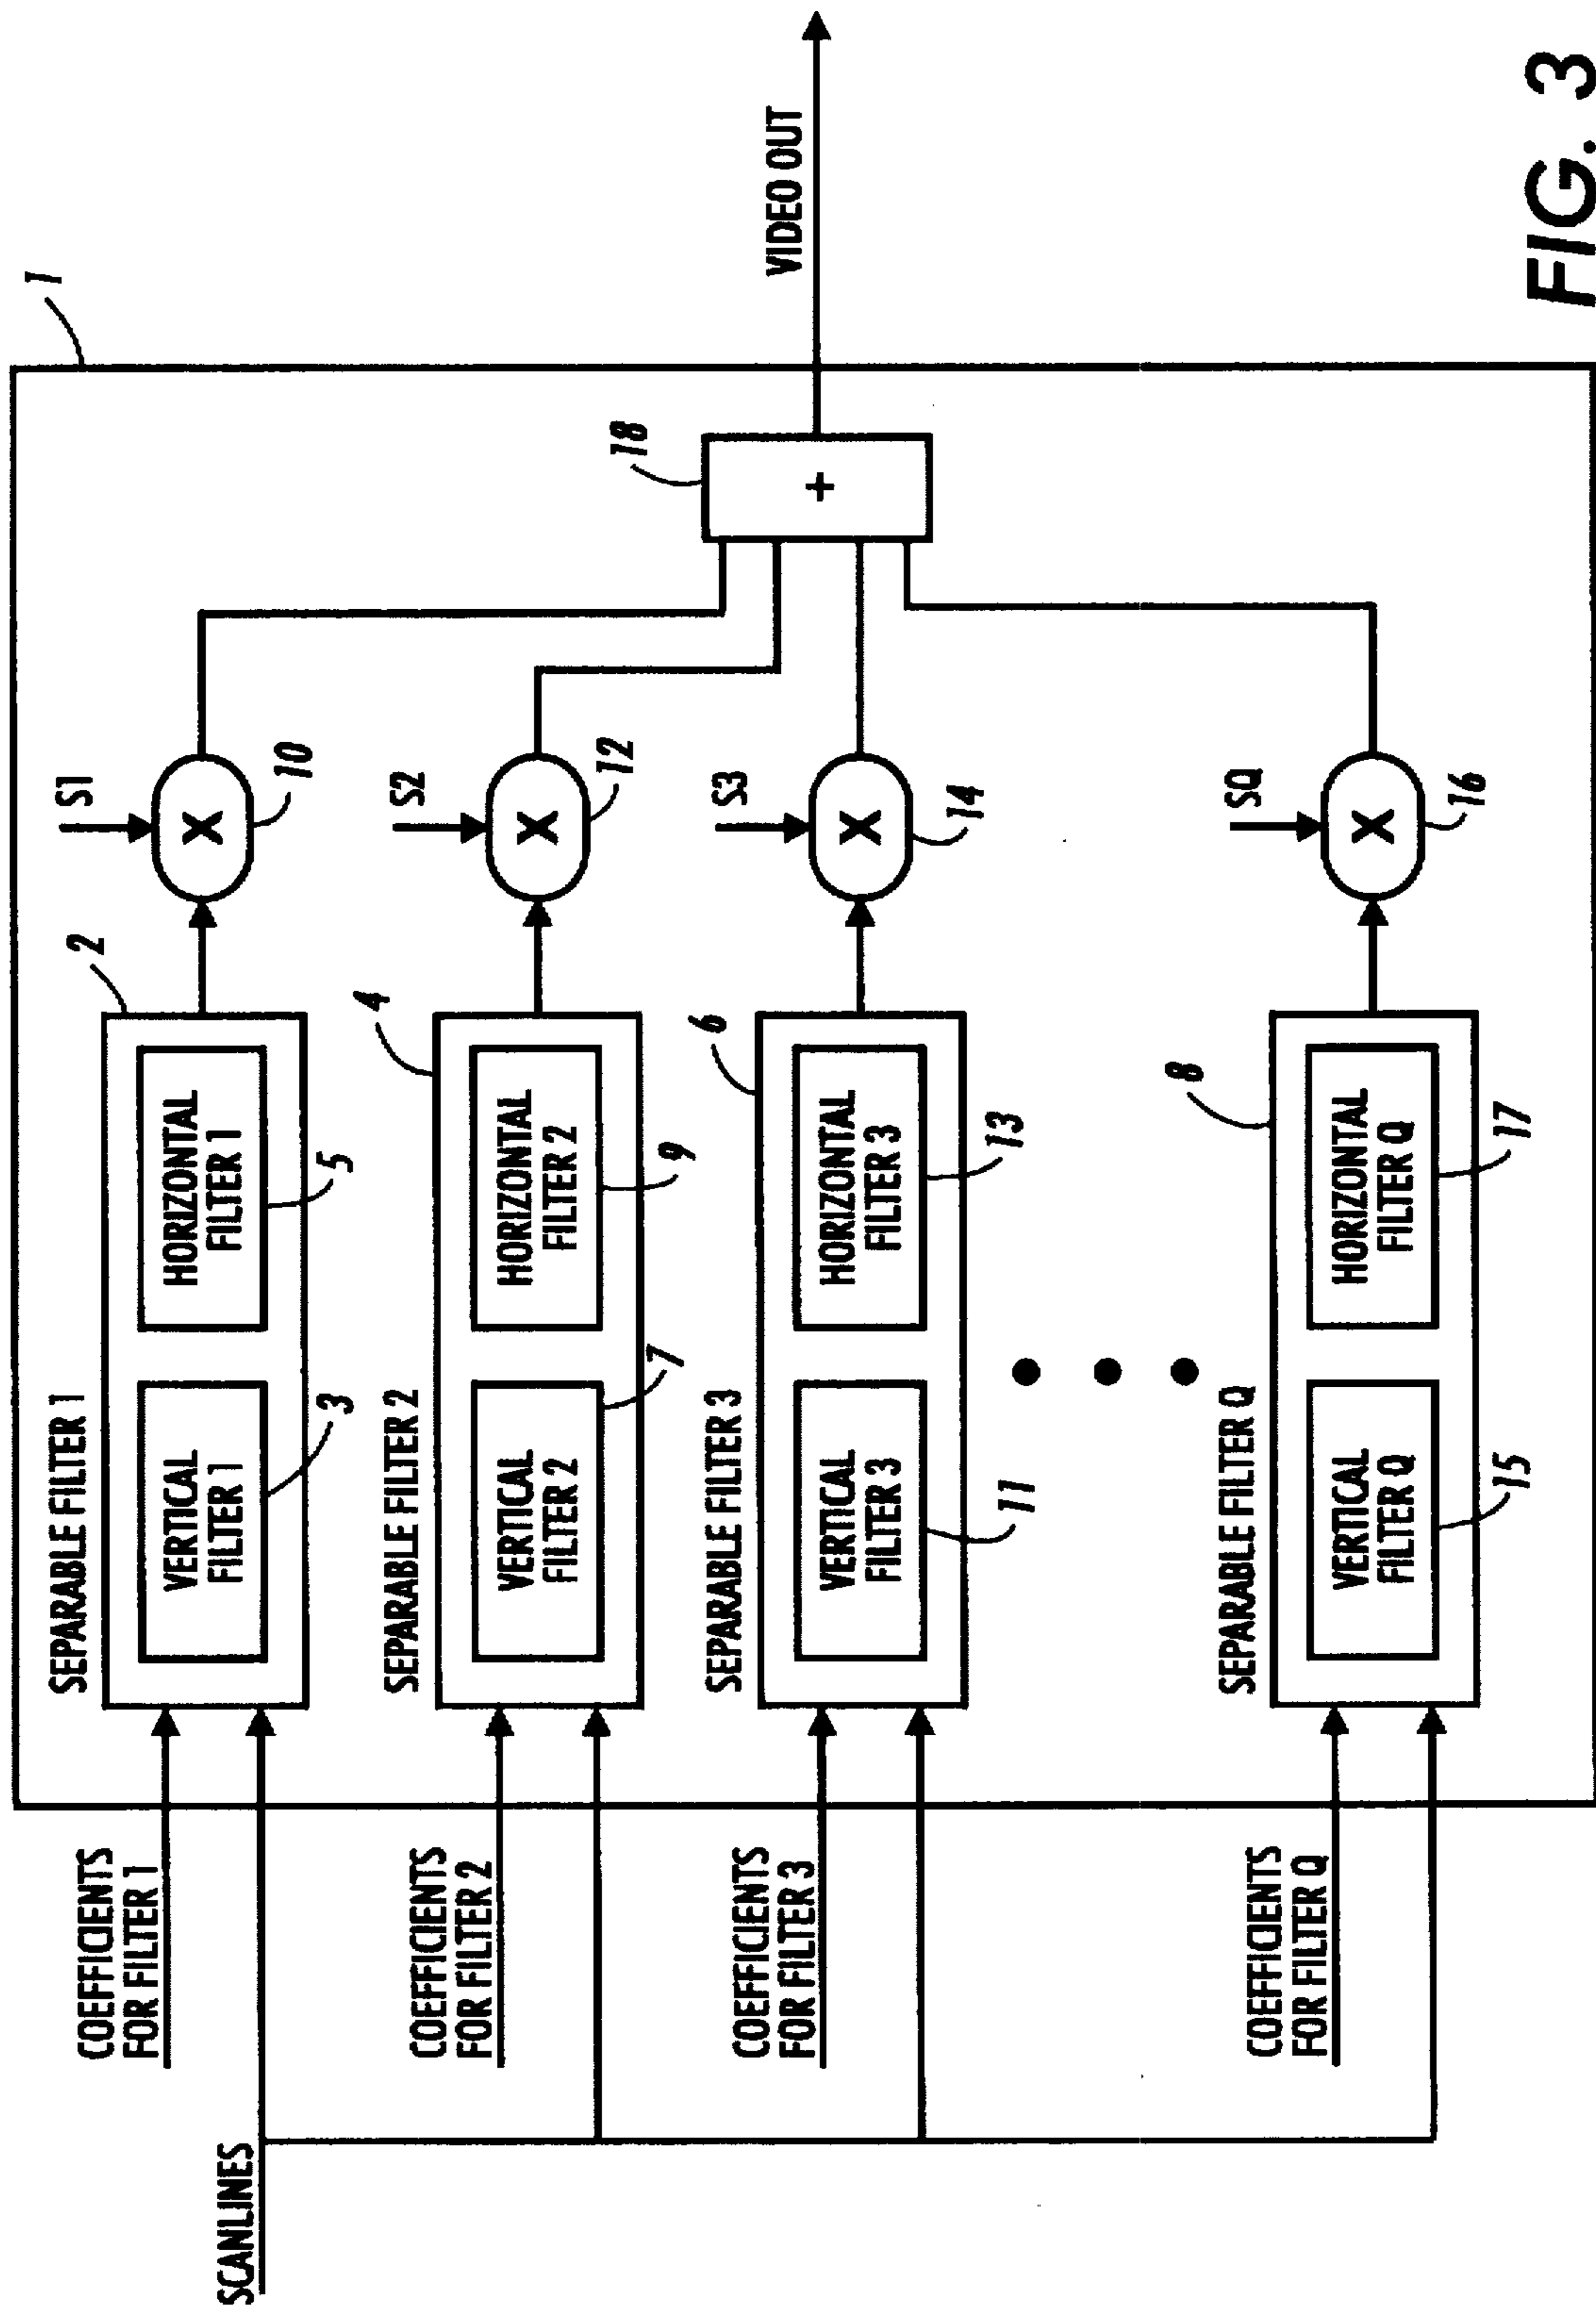 1
SEPARABLE FILTER 1
2
S1
COEFFICIENTS
FOR FILTER 1
VERTICAL
FILTER 1
HORIZONTAL
FILTER 1
X
3
5
10
SCANLINES
SEPARABLE FILTER 2
4
S2
COEFFICIENTS
FOR FILTER 2
VERTICAL
FILTER 2
HORIZONTAL
FILTER 2
X
7
9
12
18
+
VIDEO OUT
SEPARABLE FILTER 3
6
S3
COEFFICIENTS
FOR FILTER 3
VERTICAL
FILTER 3
HORIZONTAL
FILTER 3
X
11
13
14
SEPARABLE FILTER Q
8
SQ
COEFFICIENTS
FOR FILTER Q
VERTICAL
FILTER Q
HORIZONTAL
FILTER Q
X
15
17
16
FIG. 3